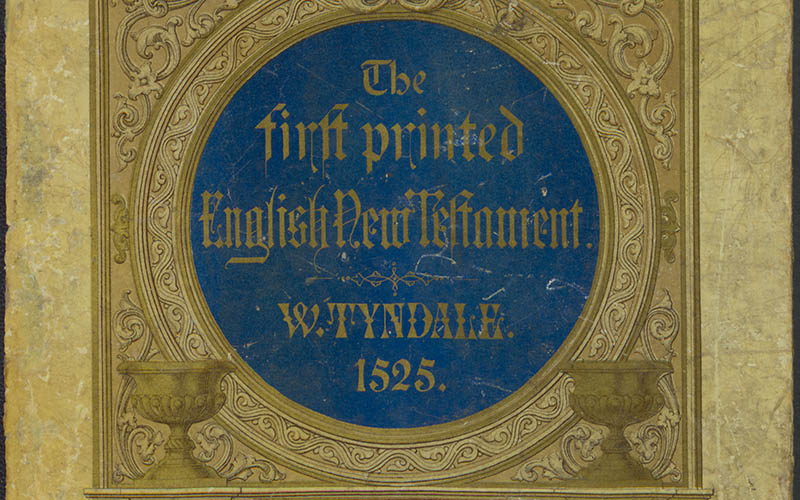 The
first printed
English New Testament.
W. TYNDALE.
1525.